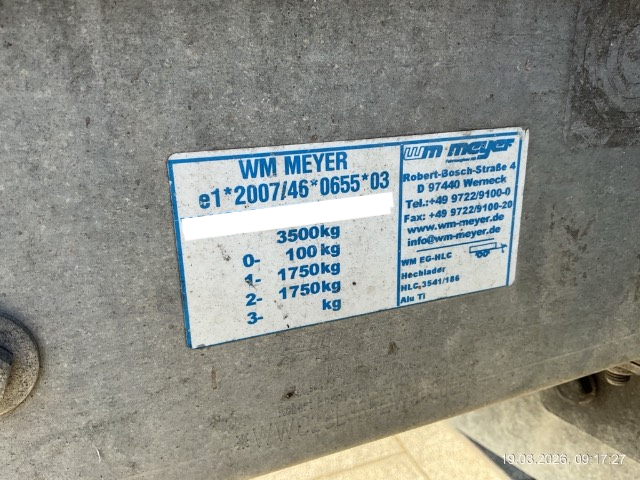 WM MEYER
e1*2007/46*0655*03
3500kg
0- 100kg
1- 1750kg
2- 1750kg
3- kg
wm meyer
Robert-Bosch-Straße 4
D 97440 Werneck
Tel.:+49 9722/9100-0
Fax: +49 9722/9100-20
www.wm-meyer.de
info@wm-meyer.de
WM EG-HLC
Hochlader
HLC 3541/186
Alu Ti
19.03.2026, 09:17:27